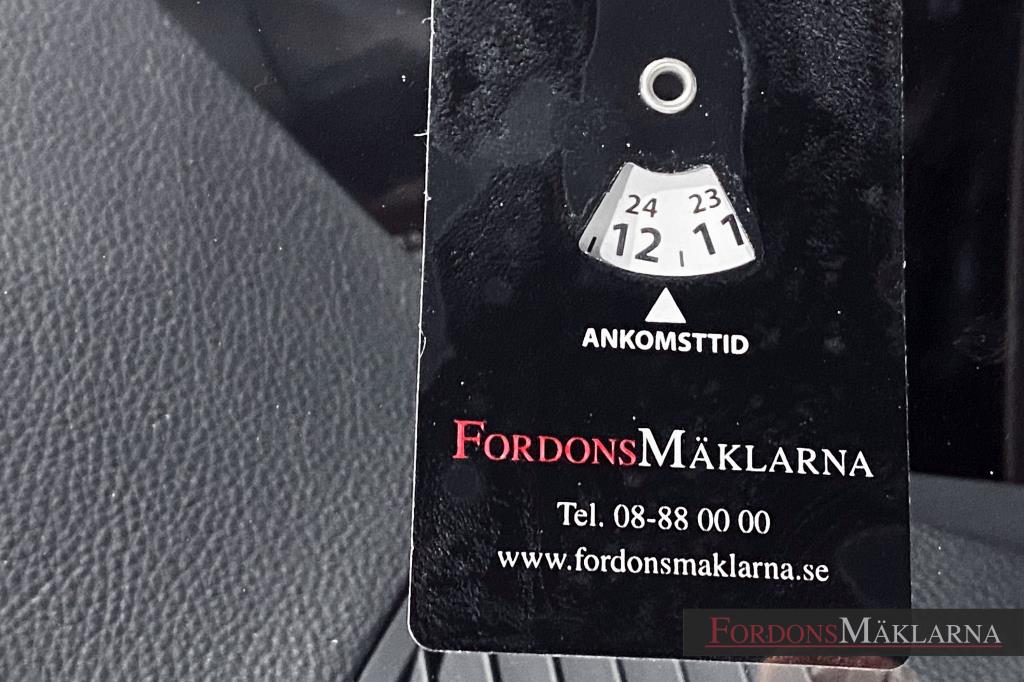 24 23
12 11
ANKOMSTTID
FORDONSMÄKLARNA
Tel. 08-88 00 00
www.fordonsmaklarna.se
FORDONSMÄKLARNA